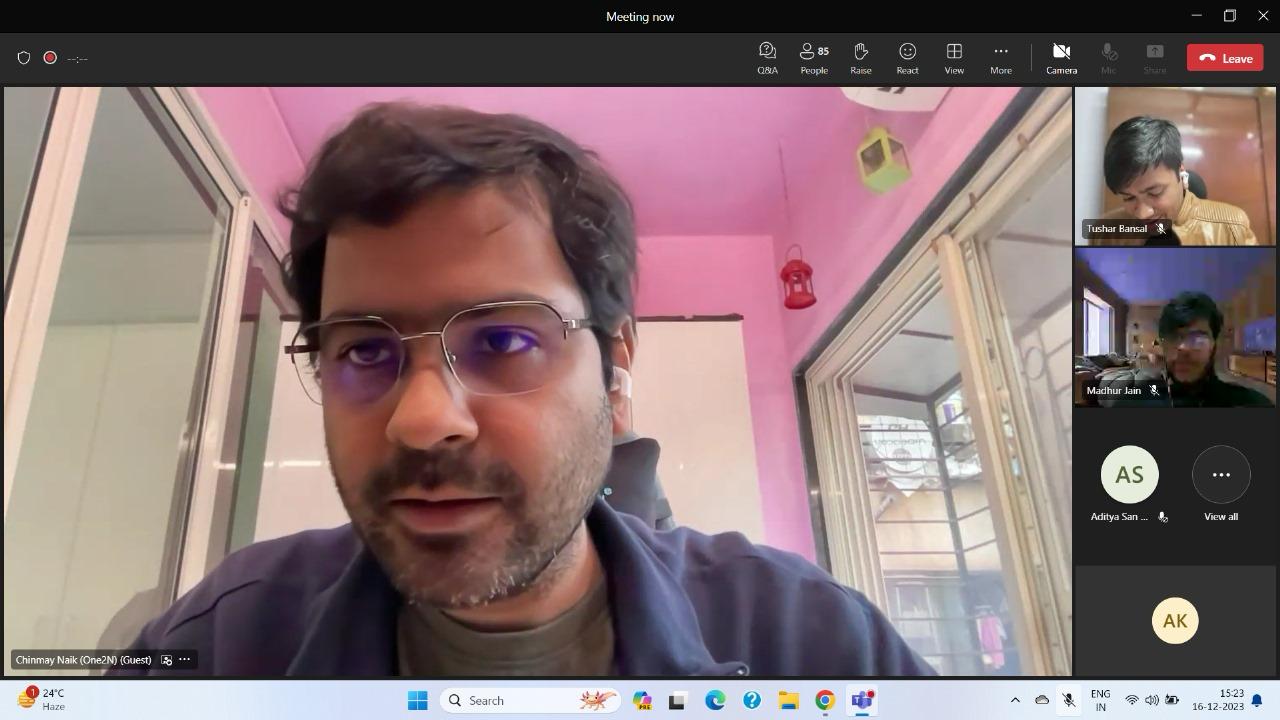 Meeting now
--:--
Q&A
85
People
Raise
React
View
More
Camera
Mic
Share
Leave
Tushar Bansal
Madhur Jain
AS
Aditya San ...
View all
AK
Chinmay Naik (One2N) (Guest)
1
24°C
Haze
Search
PRE
ENG
IN
15:23
16-12-2023